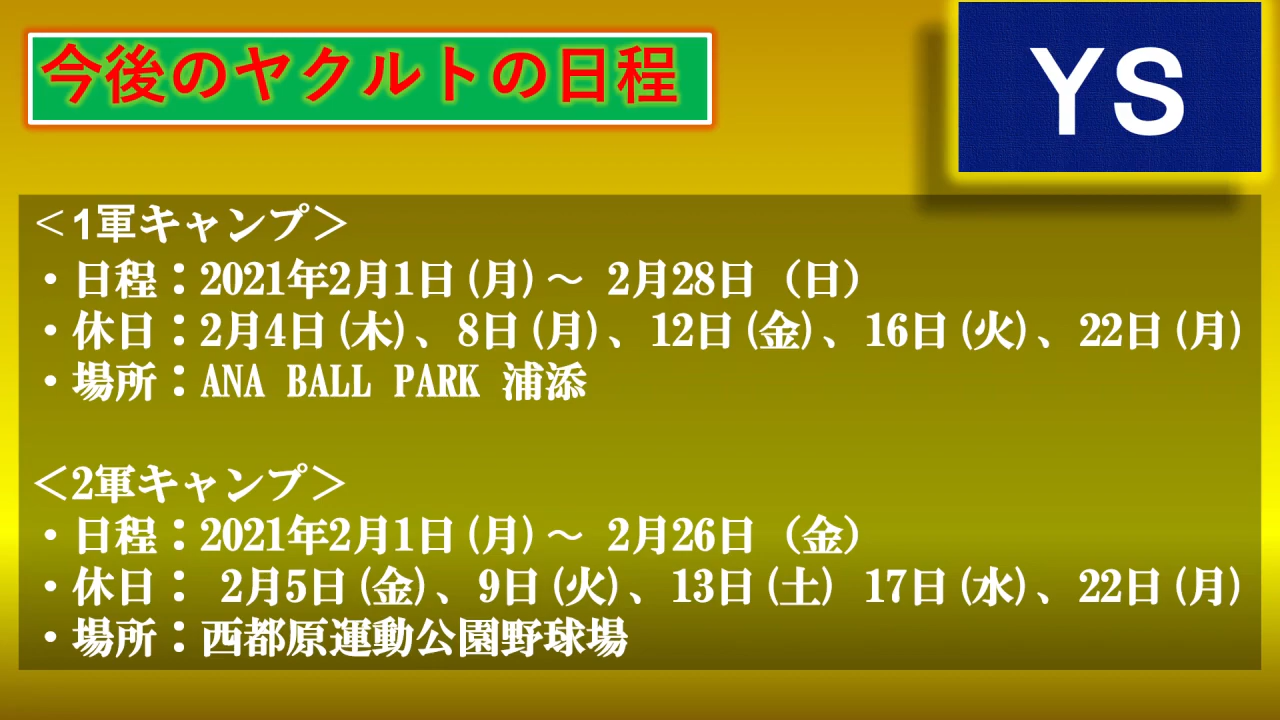 今後のヤクルトの日程
YS
＜1軍キャンプ＞
・日程：2021年2月1日(月)～ 2月28日（日）
・休日：2月4日(木)、8日(月)、12日(金)、16日(火)、22日(月)
・場所：ANA BALL PARK 浦添
＜2軍キャンプ＞
・日程：2021年2月1日(月)～ 2月26日（金）
・休日： 2月5日(金)、9日(火)、13日(土) 17日(水)、22日(月)
・場所：西都原運動公園野球場